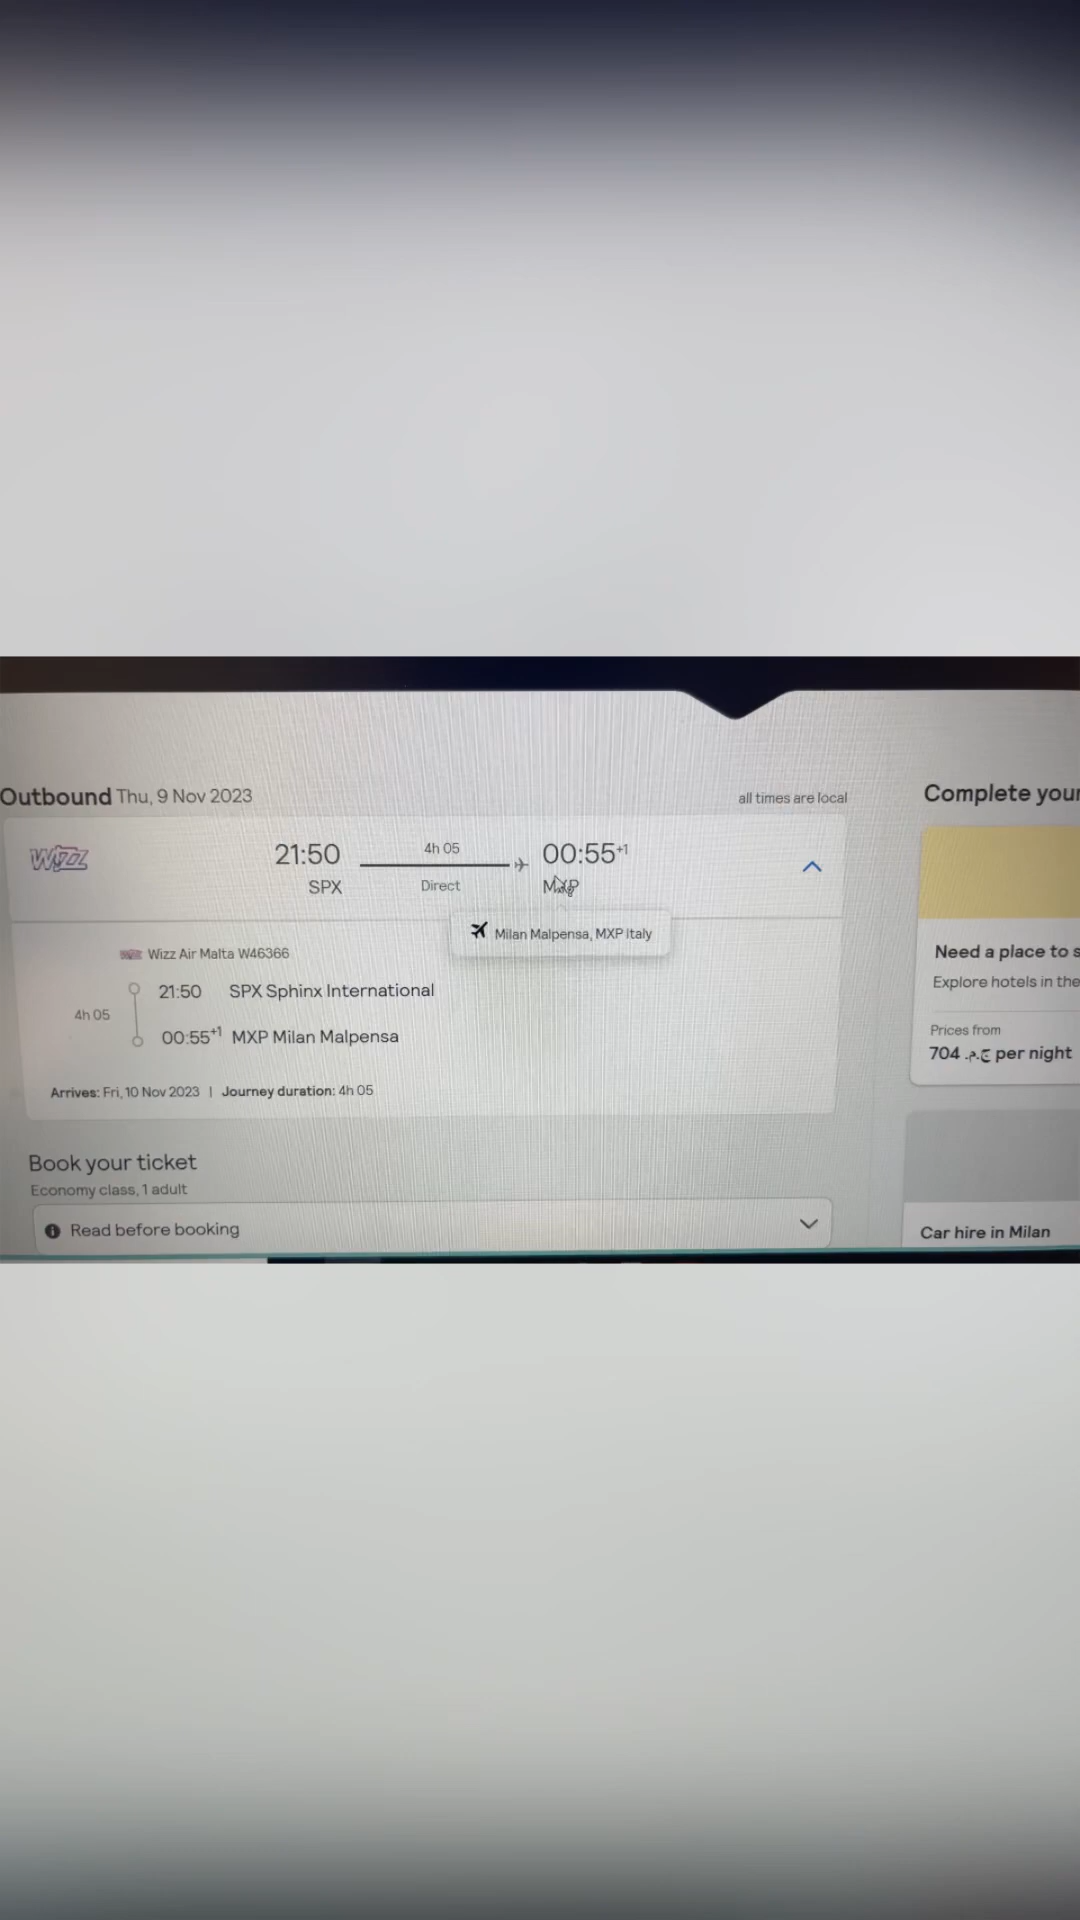 Outbound Thu, 9 Nov 2023
all times are local
Complete your
WIZZ
21:50
4h 05
00:55+1
SPX
Direct
MXP
Milan Malpensa, MXP Italy
Wizz Air Malta W46366
21:50 SPX Sphinx International
4h 05
00:55+1 MXP Milan Malpensa
Arrives: Fri, 10 Nov 2023 | Journey duration: 4h 05
Need a place to s
Explore hotels in the
Prices from
704 ج.م. per night
Book your ticket
Economy class, 1 adult
Read before booking
Car hire in Milan